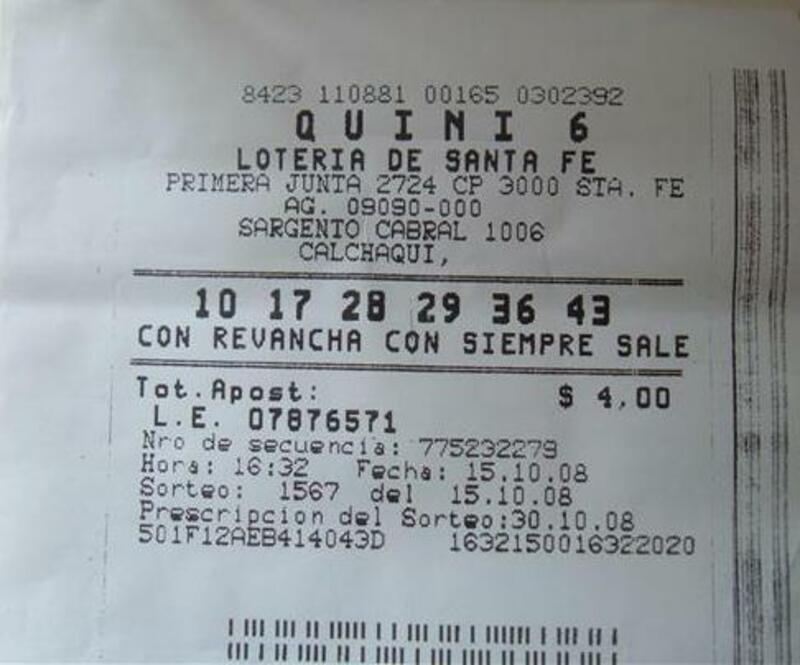 8423 110881 00165 0302392
QUINI 6
LOTERIA DE SANTA FE
PRIMERA JUNTA 2724 CP 3000 STA. FE
AG. 09090-000
SARGENTO CABRAL 1006
CALCHAQUI,
10 17 28 29 36 43
CON REVANCHA CON SIEMPRE SALE
Tot.Apost: $ 4,00
L.E. 07876571
Nro de secuencia: 775232279
Hora: 16:32 Fecha: 15.10.08
Sorteo: 1567 del 15.10.08
Prescripcion del Sorteo:30.10.08
501F12AEB414043D 1632150016322020